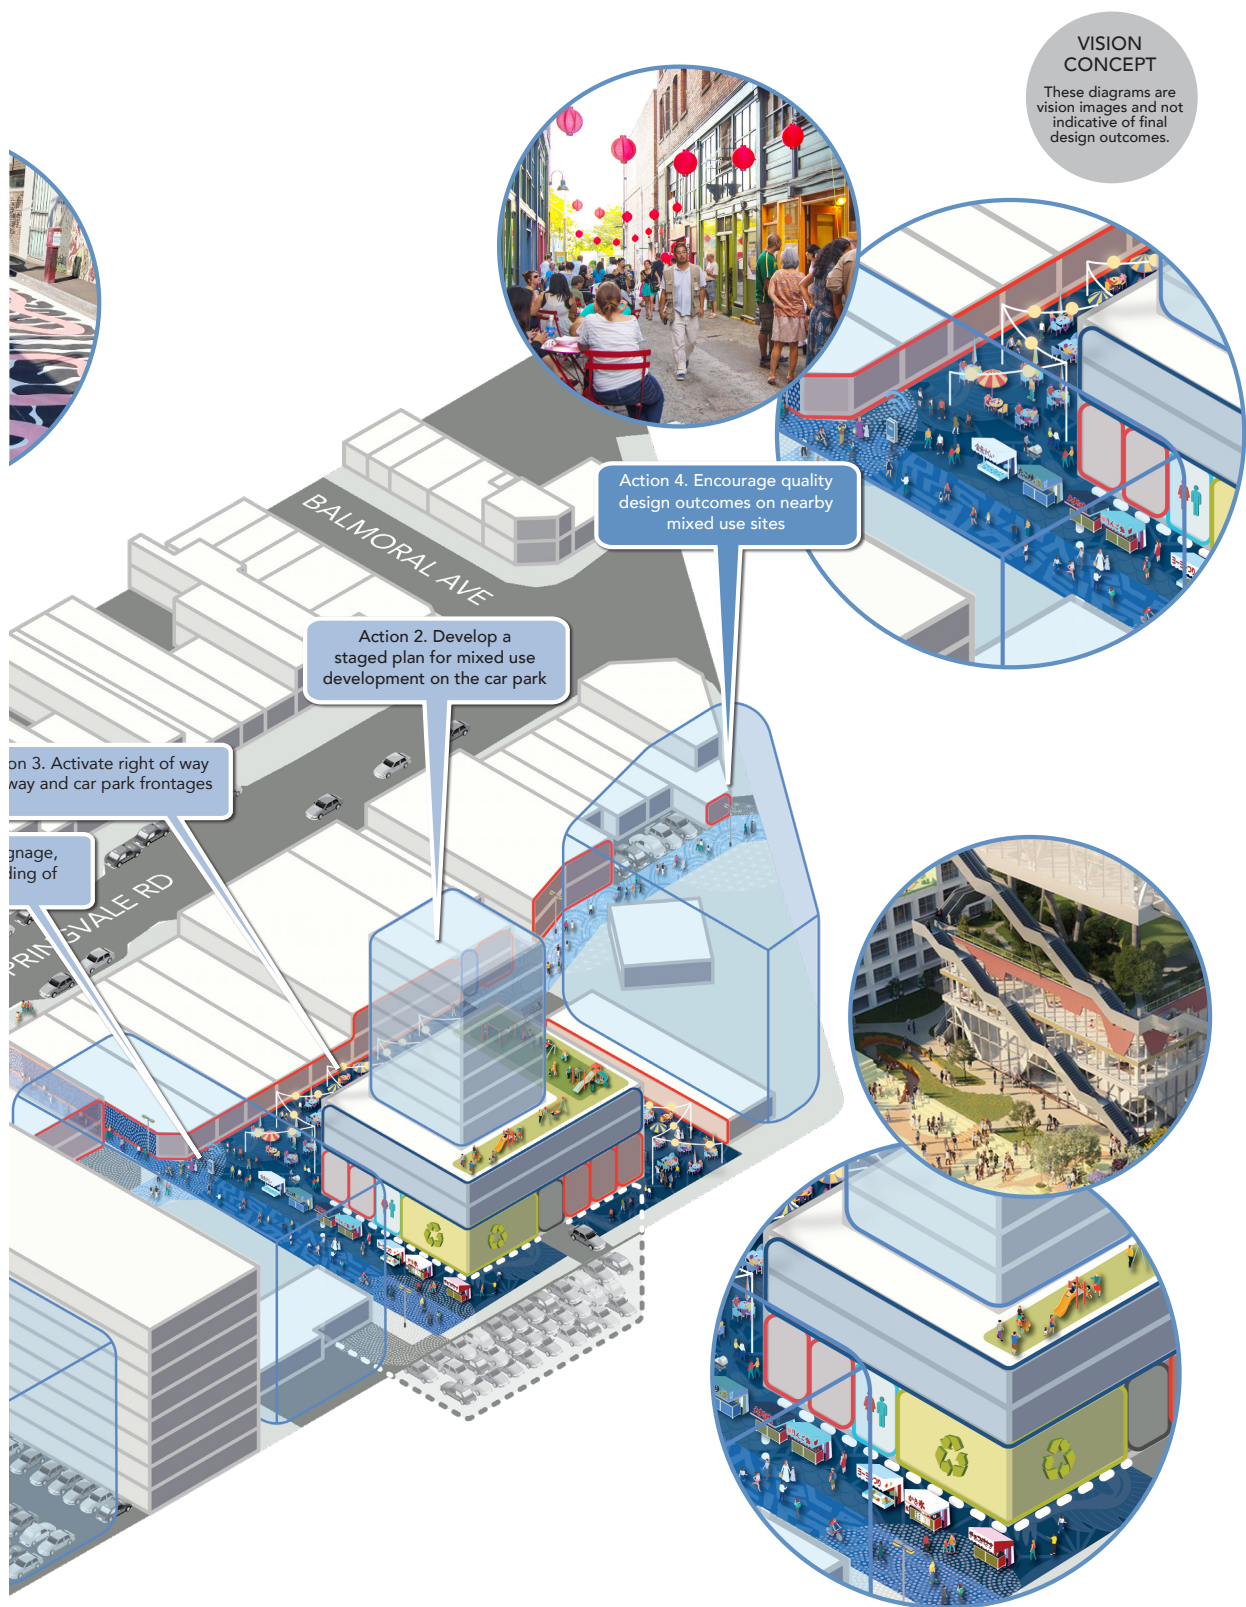 VISION
CONCEPT
These diagrams are
vision images and not
indicative of final
design outcomes.
Action 4. Encourage quality
design outcomes on nearby
mixed use sites
BALMORAL AVE
Action 2. Develop a
staged plan for mixed use
development on the car park
on 3. Activate right of way
way and car park frontages
gnage,
ding of
PRINGVALE RD